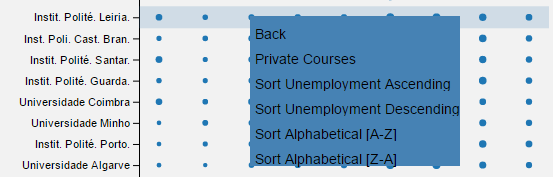 Instit. Polité. Leiria.
Inst. Poli. Cast. Bran.
Instit. Polité. Santar.
Instit. Polité. Guarda.
Universidade Coimbra
Universidade Minho
Instit. Polité. Porto.
Universidade Algarve
Back
Private Courses
Sort Unemployment Ascending
Sort Unemployment Descending
Sort Alphabetical [A-Z]
Sort Alphabetical [Z-A]